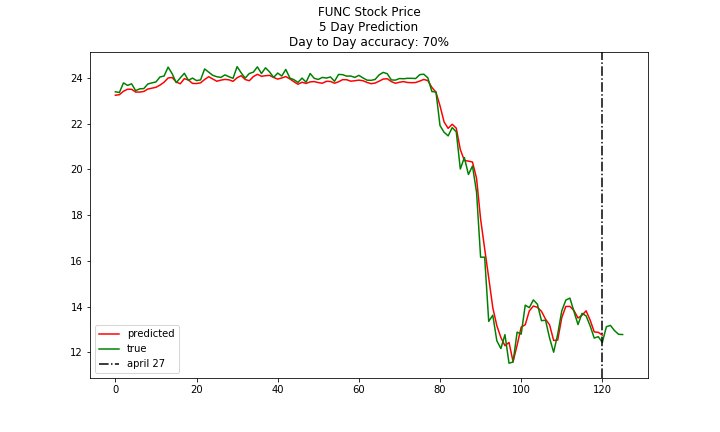 FUNC Stock Price
5 Day Prediction
Day to Day accuracy: 70%
24
22
20
18
16
14
12
predicted
true
april 27
0 20 40 60 80 100 120